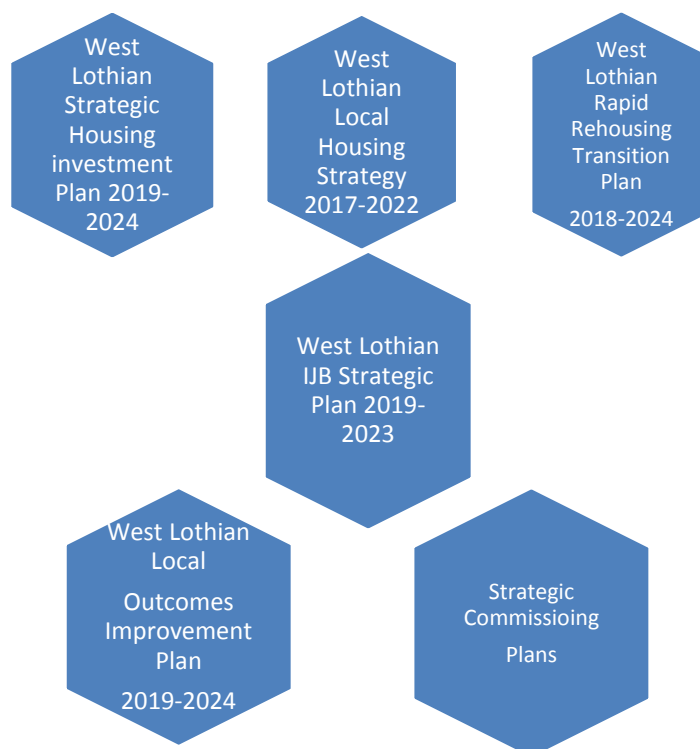 West
Lothian
Strategic
Housing
investment
Plan 2019-
2024
West
Lothian
Local
Housing
Strategy
2017-2022
West
Lothian
Rapid
Rehousing
Transition
Plan
2018-2024
West Lothian
IJB Strategic
Plan 2019-
2023
West Lothian
Local
Outcomes
Improvement
Plan
2019-2024
Strategic
Commissioing
Plans